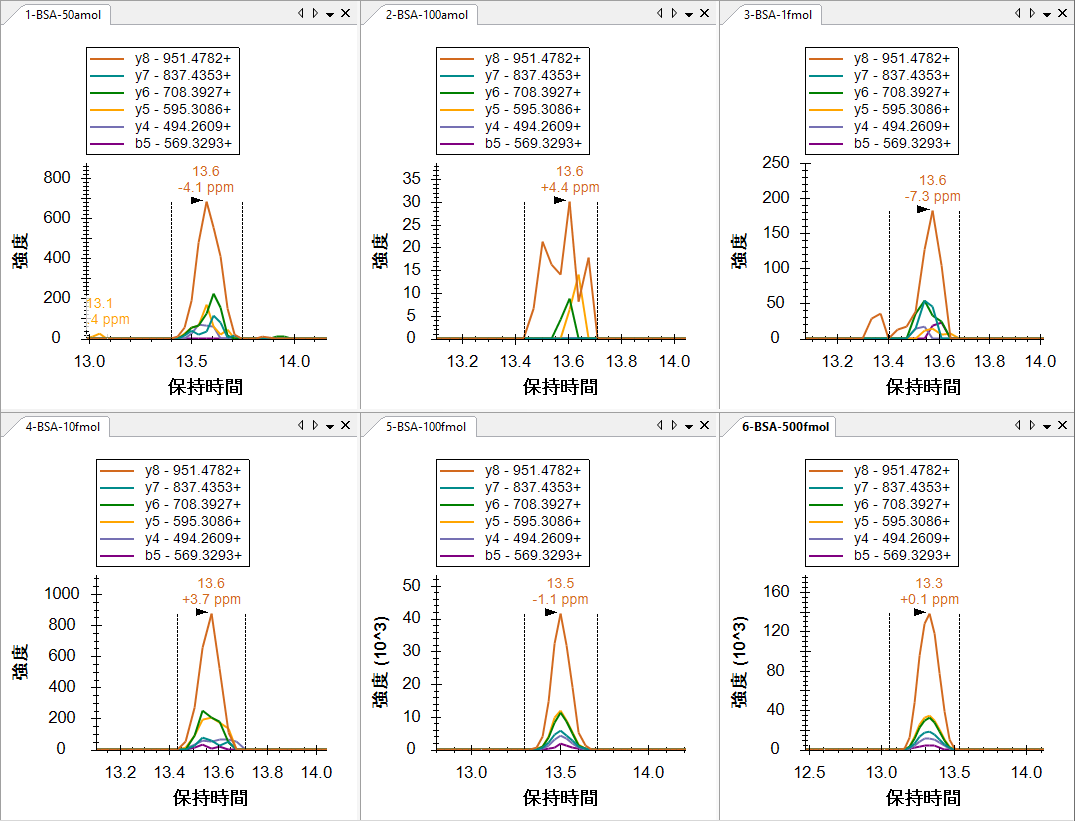 1-BSA-50amol
y8 - 951.4782+
y7 - 837.4353+
y6 - 708.3927+
y5 - 595.3086+
y4 - 494.2609+
b5 - 569.3293+
13.6
-4.1 ppm
800
600
400
200
0
13.1
-4 ppm
強度
13.0 13.5 14.0
保持時間
2-BSA-100amol
y8 - 951.4782+
y7 - 837.4353+
y6 - 708.3927+
y5 - 595.3086+
y4 - 494.2609+
b5 - 569.3293+
13.6
+4.4 ppm
35
30
25
20
15
10
5
0
強度
13.2 13.4 13.6 13.8 14.0
保持時間
3-BSA-1fmol
y8 - 951.4782+
y7 - 837.4353+
y6 - 708.3927+
y5 - 595.3086+
y4 - 494.2609+
b5 - 569.3293+
13.6
-7.3 ppm
250
200
150
100
50
0
強度
13.2 13.4 13.6 13.8 14.0
保持時間
4-BSA-10fmol
y8 - 951.4782+
y7 - 837.4353+
y6 - 708.3927+
y5 - 595.3086+
y4 - 494.2609+
b5 - 569.3293+
13.6
+3.7 ppm
1000
800
600
400
200
0
強度
13.2 13.4 13.6 13.8 14.0
保持時間
5-BSA-100fmol
y8 - 951.4782+
y7 - 837.4353+
y6 - 708.3927+
y5 - 595.3086+
y4 - 494.2609+
b5 - 569.3293+
13.5
-1.1 ppm
50
40
30
20
10
0
強度 (10^3)
13.0 13.5 14.0
保持時間
6-BSA-500fmol
y8 - 951.4782+
y7 - 837.4353+
y6 - 708.3927+
y5 - 595.3086+
y4 - 494.2609+
b5 - 569.3293+
13.3
+0.1 ppm
160
120
80
40
0
強度 (10^3)
12.5 13.0 13.5 14.0
保持時間